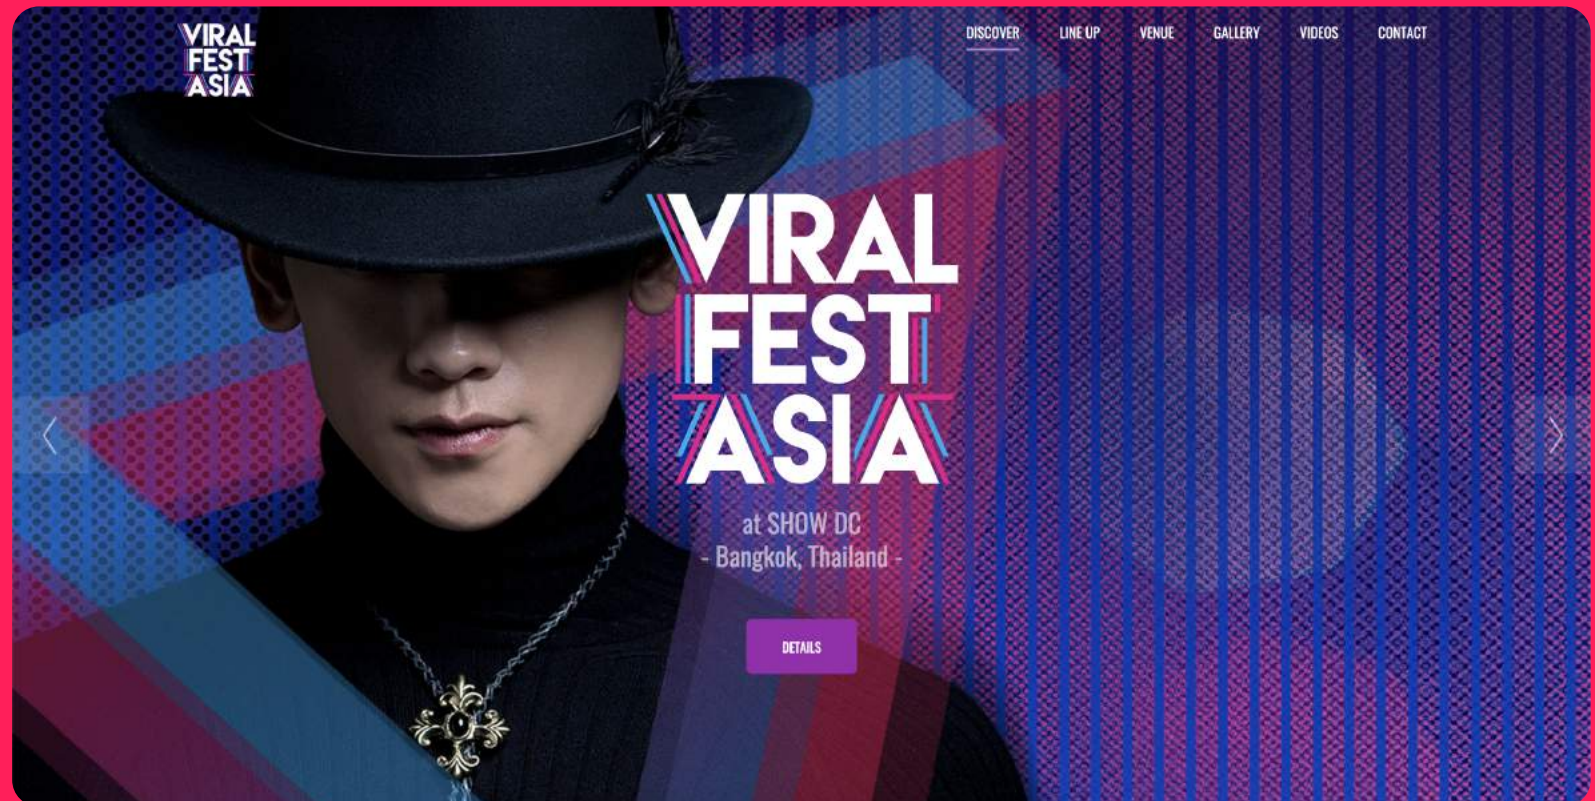 VIRAL
FEST
ASIA
DISCOVER LINE UP VENUE GALLERY VIDEOS CONTACT
VIRAL
FEST
ASIA
at SHOW DC
- Bangkok, Thailand -
DETAILS